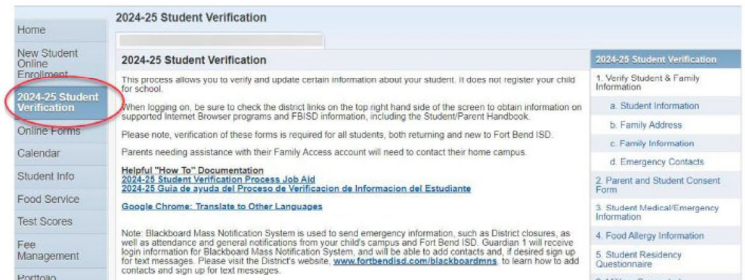 2024-25 Student Verification
Home
New Student
Online
Enrollment
2024-25 Student
Verification
Online Forms
Calendar
Student Info
Food Service
Test Scores
Fee
Management
Portfolio
2024-25 Student Verification
This process allows you to verify and update certain information about your student. It does not register your child
for school.
When logging on, be sure to check the district links on the top right hand side of the screen to obtain information on
supported Internet Browser programs and FBISD information, including the Student/Parent Handbook.
Please note, verification of these forms is required for all students, both returning and new to Fort Bend ISD.
Parents needing assistance with their Family Access account will need to contact their home campus.
Helpful "How To" Documentation
2024-25 Student Verification Process Job Aid
2024-25 Guia de ayuda del Proceso de Verificacion de Informacion del Estudiante
Google Chrome: Translate to Other Languages
Note: Blackboard Mass Notification System is used to send emergency information, such as District closures, as
well as attendance and general notifications from your child's campus and Fort Bend ISD. Guardian 1 will receive
login information for Blackboard Mass Notification System, and will be able to add contacts and, if desired sign up
for text messages. Please visit the District's website, www.fortbendisd.com/blackboardmns, to learn how to add
contacts and sign up for text messages.
2024-25 Student Verification
1. Verify Student & Family
Information
a. Student Information
b. Family Address
c. Family Information
d. Emergency Contacts
2. Parent and Student Consent
Form
3. Student Medical/Emergency
Information
4. Food Allergy Information
5. Student Residency
Questionnaire